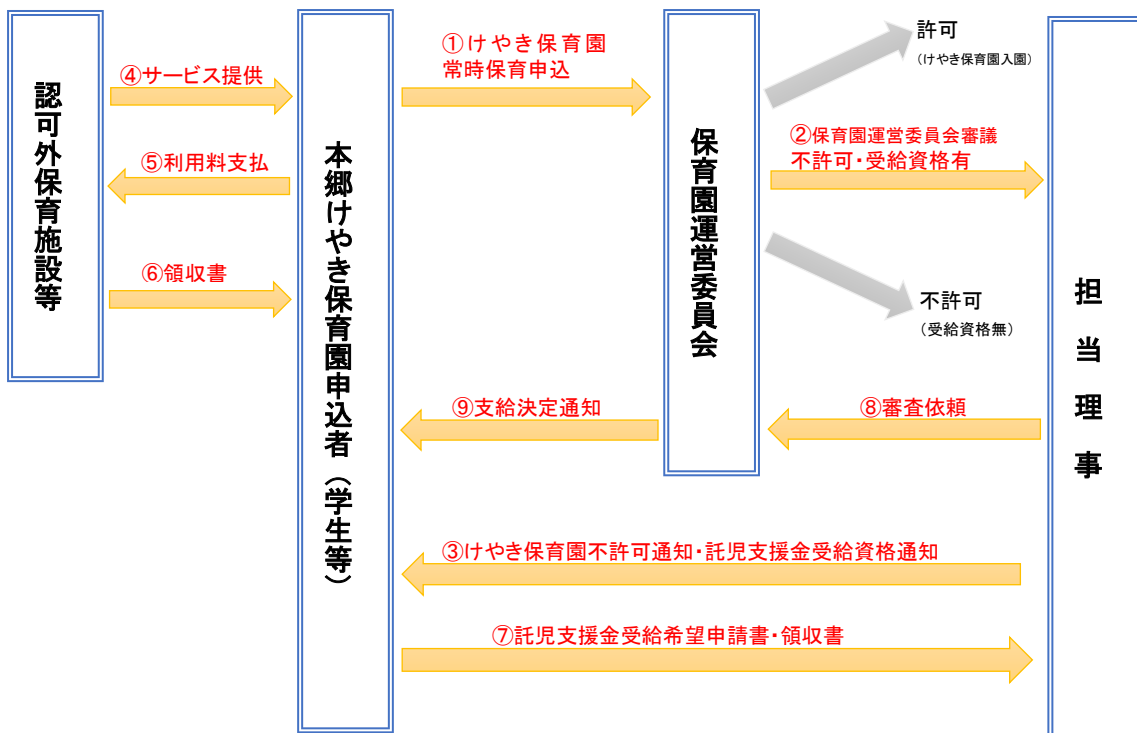 認可外保育施設等
④サービス提供
⑤利用料支払
⑥領収書
本郷けやき保育園申込者（学生等）
①けやき保育園
常時保育申込
保育園運営委員会
許可
（けやき保育園入園）
②保育園運営委員会審議
不許可・受給資格有
不許可
（受給資格無）
担当理事
⑨支給決定通知
⑧審査依頼
③けやき保育園不許可通知・託児支援金受給資格通知
⑦託児支援金受給希望申請書・領収書